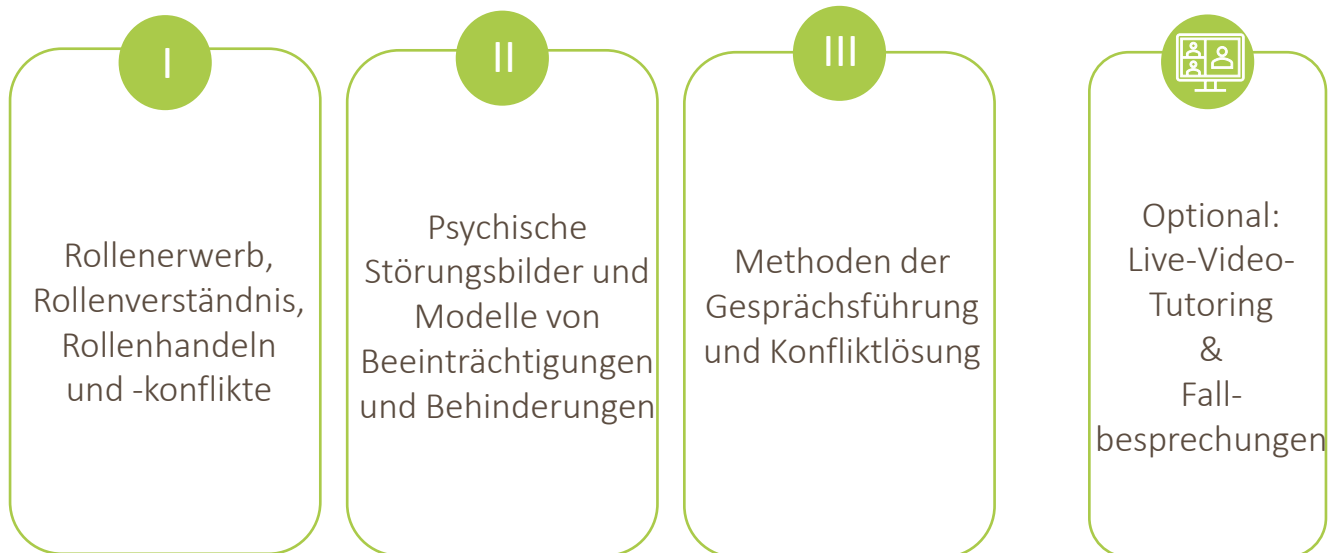 I
Rollenerwerb,
Rollenverständnis,
Rollenhandeln
und -konflikte
II
Psychische
Störungsbilder und
Modelle von
Beeinträchtigungen
und Behinderungen
III
Methoden der
Gesprächsführung
und Konfliktlösung
Optional:
Live-Video-
Tutoring
&
Fall-
besprechungen